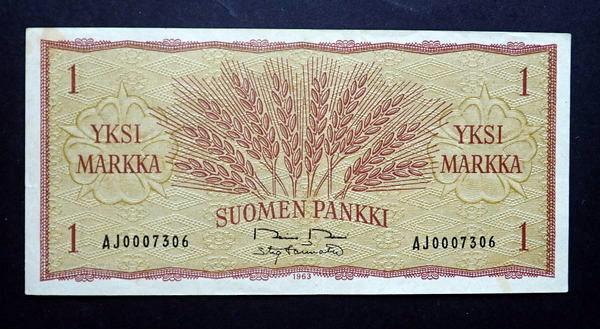 1 1
YKSI MARKKA
YKSI MARKKA
SUOMEN PANKKI
1 AJ0007306 AJ0007306 1
1963